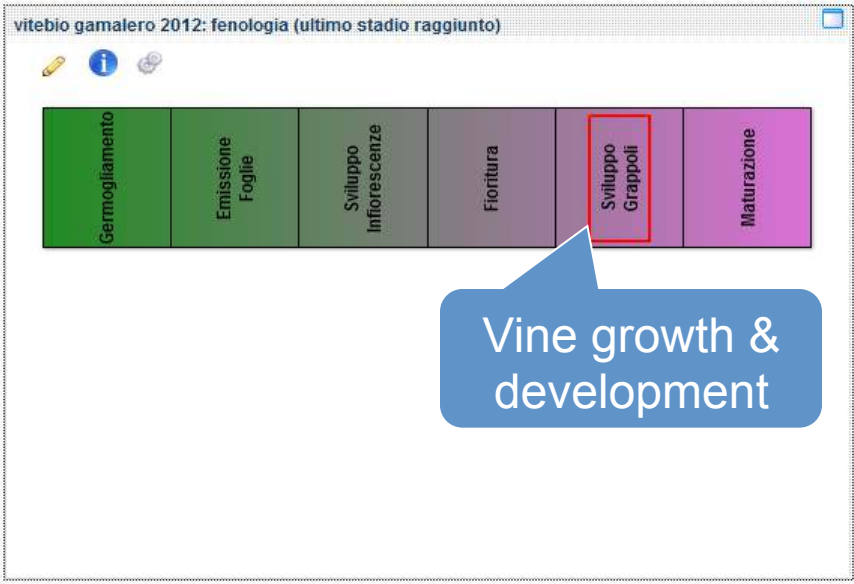 vitebio gamalero 2012: fenologia (ultimo stadio raggiunto)
i
Germogliamento
Emissione
Foglie
Sviluppo
Infiorescenze
Fioritura
Sviluppo
Grappoli
Maturazione
Vine growth &
development